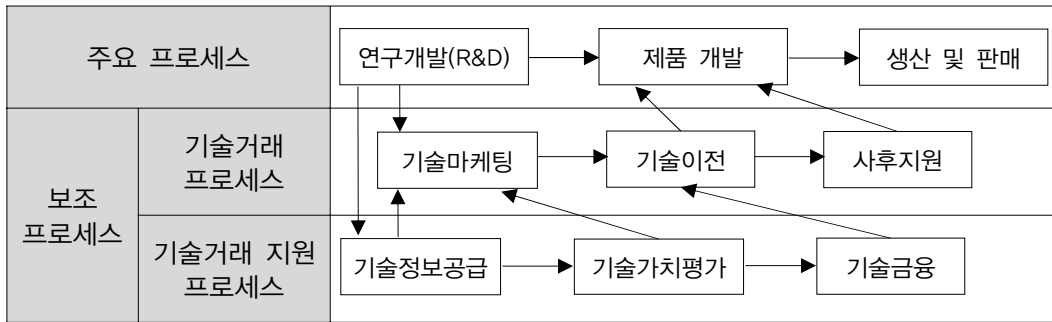 주요 프로세스
연구개발(R&D)
제품 개발
생산 및 판매
보조
프로세스
기술거래
프로세스
기술마케팅
기술이전
사후지원
기술거래 지원
프로세스
기술정보공급
기술가치평가
기술금융